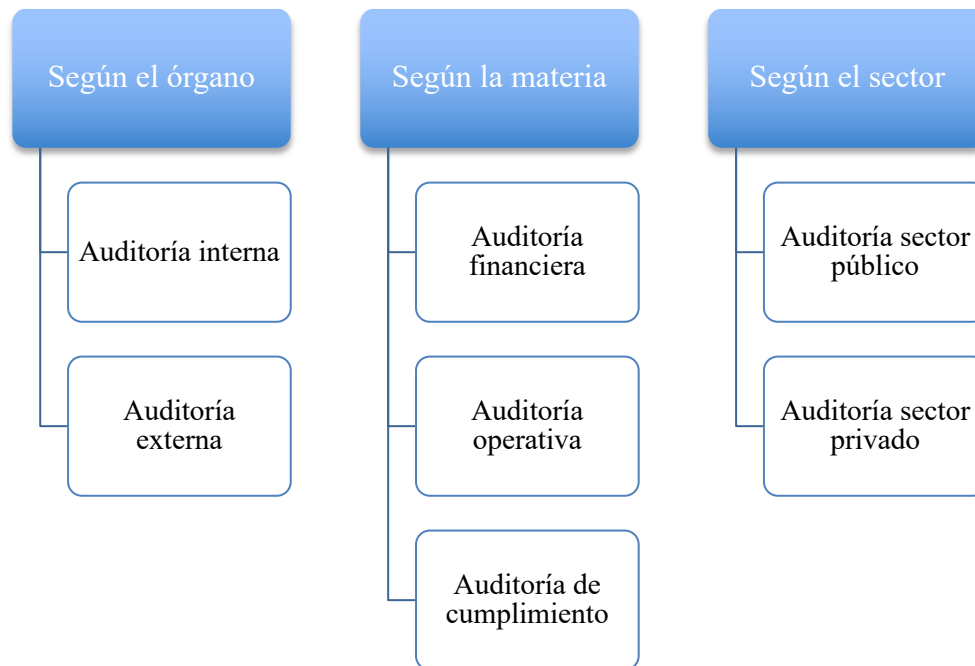 Según el órgano
Auditoría interna
Auditoría
externa
Según la materia
Auditoría
financiera
Auditoría
operativa
Auditoría de
cumplimiento
Según el sector
Auditoría sector
público
Auditoría sector
privado